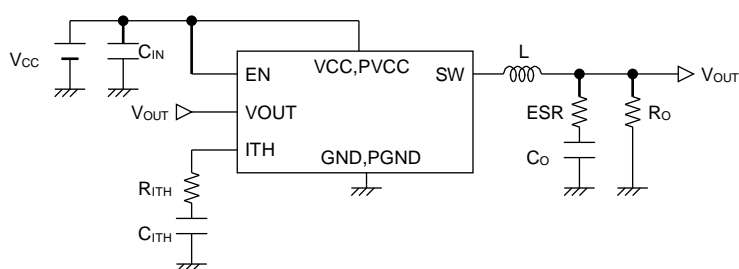 VCC
CIN
EN
VCC,PVCC
SW
L
VOUT
VOUT
VOUT
ESR
RO
ITH
GND,PGND
CO
RITH
CITH